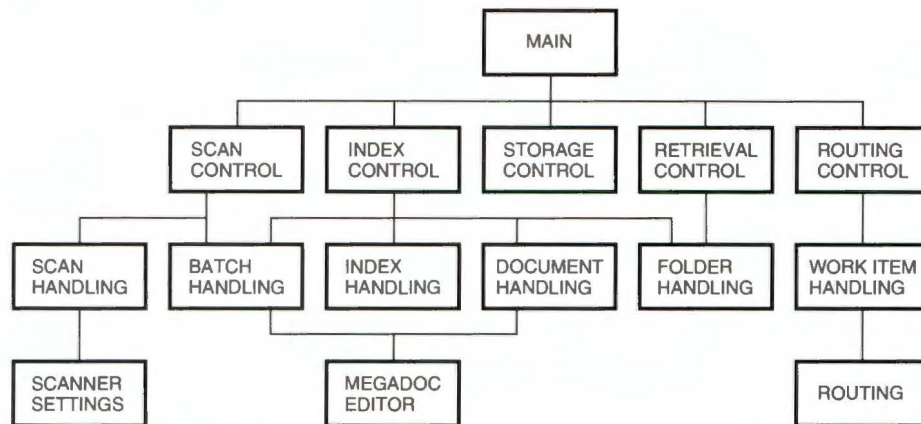 MAIN
SCAN
CONTROL
INDEX
CONTROL
STORAGE
CONTROL
RETRIEVAL
CONTROL
ROUTING
CONTROL
SCAN
HANDLING
BATCH
HANDLING
INDEX
HANDLING
DOCUMENT
HANDLING
FOLDER
HANDLING
WORK ITEM
HANDLING
SCANNER
SETTINGS
MEGADOC
EDITOR
ROUTING